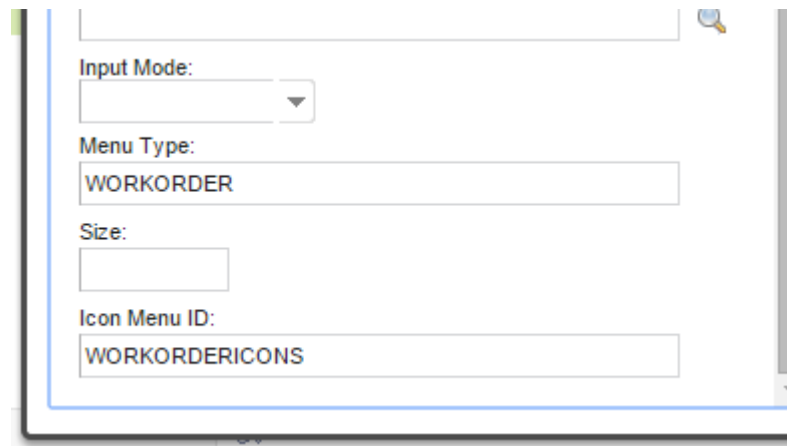 Input Mode:
Menu Type:
WORKORDER
Size:
Icon Menu ID:
WORKORDERICONS